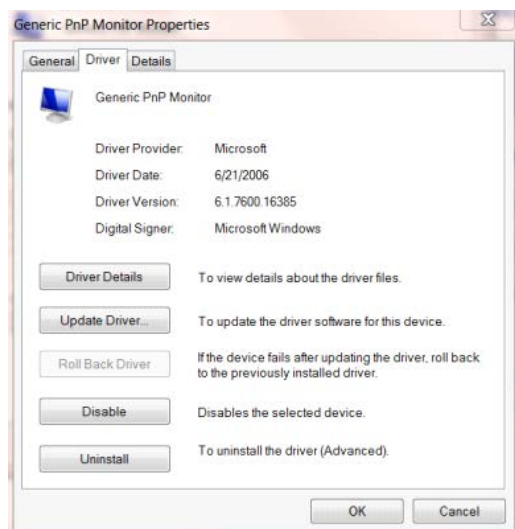 Generic PnP Monitor Properties
General Driver Details
Generic PnP Monitor
Driver Provider: Microsoft
Driver Date: 6/21/2006
Driver Version: 6.1.7600.16385
Digital Signer: Microsoft Windows
Driver Details To view details about the driver files.
Update Driver... To update the driver software for this device.
Roll Back Driver If the device fails after updating the driver, roll back
to the previously installed driver.
Disable Disables the selected device.
Uninstall To uninstall the driver (Advanced).
OK Cancel